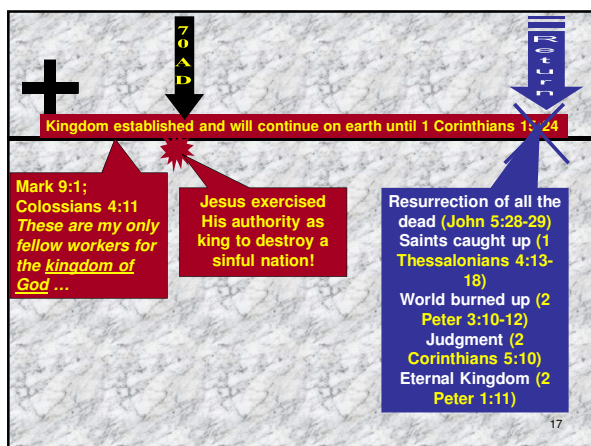 70 AD
Return
Kingdom established and will continue on earth until 1 Corinthians 15:24
Mark 9:1;
Colossians 4:11
These are my only
fellow workers for
the kingdom of
God …
Jesus exercised
His authority as
king to destroy a
sinful nation!
Resurrection of all the
dead (John 5:28-29)
Saints caught up (1
Thessalonians 4:13-
18)
World burned up (2
Peter 3:10-12)
Judgment (2
Corinthians 5:10)
Eternal Kingdom (2
Peter 1:11)
17